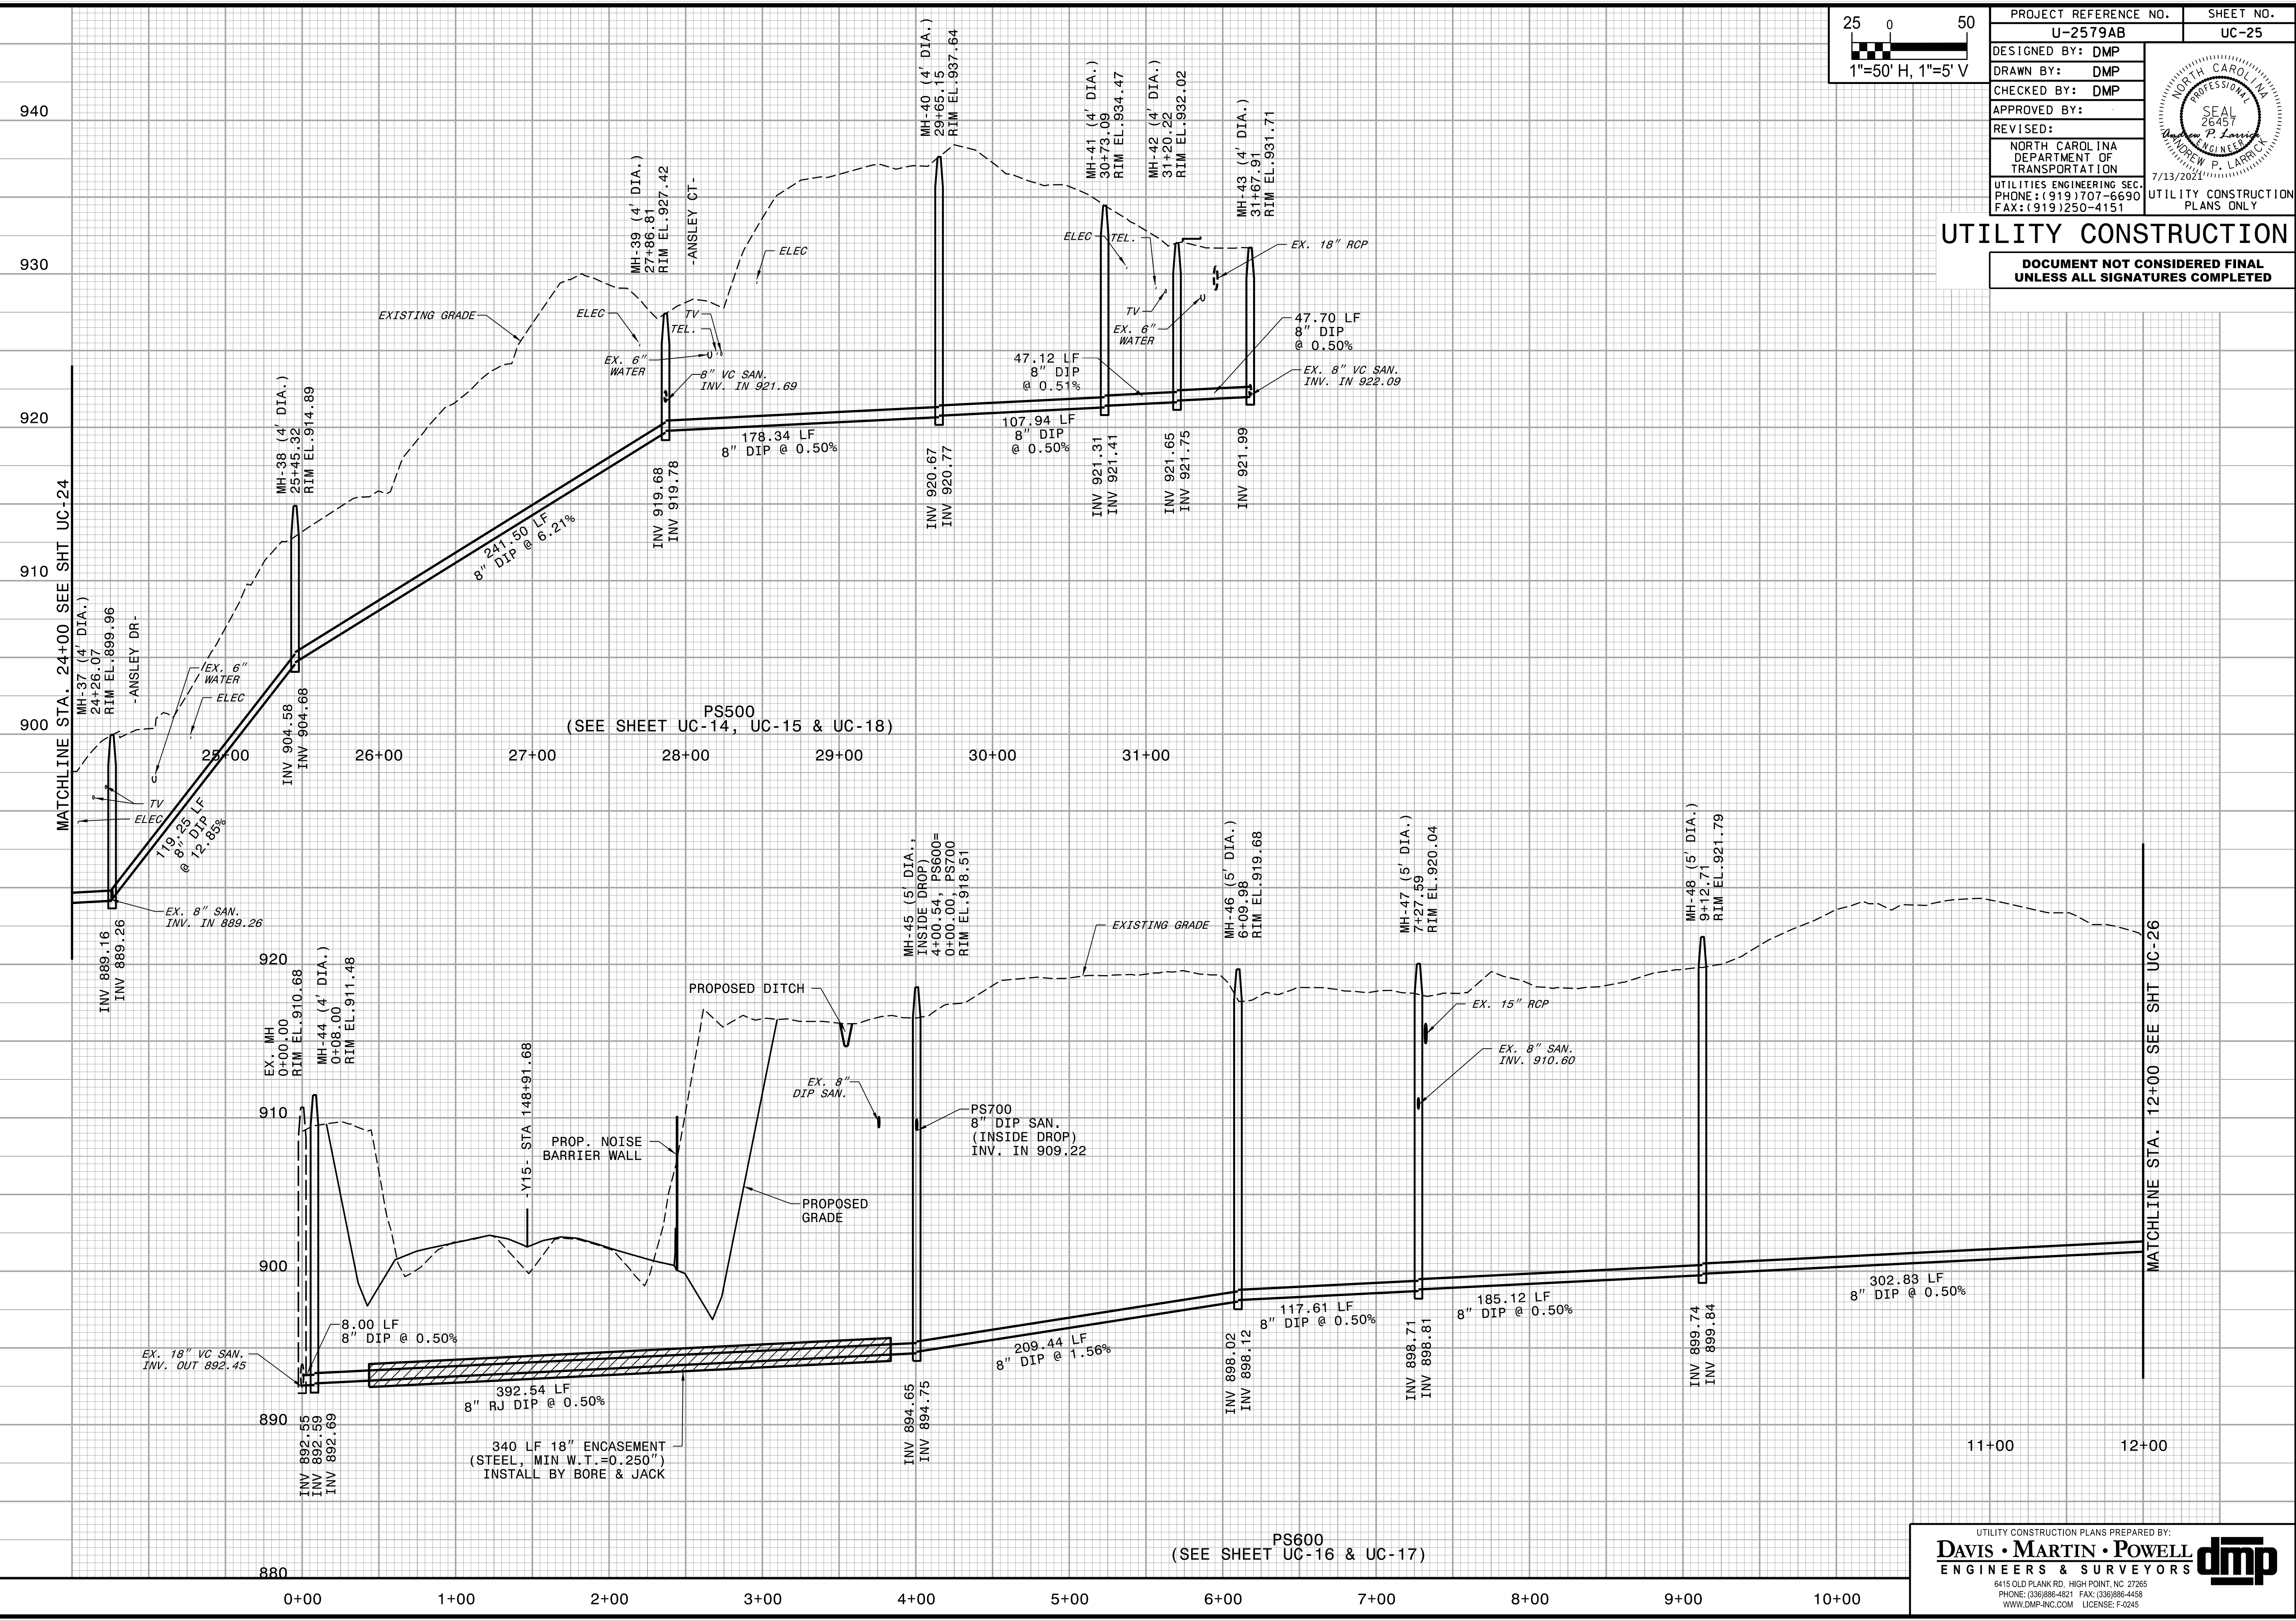 25 0 50
1"=50' H, 1"=5' V
PROJECT REFERENCE NO.
SHEET NO.
U-2579AB
UC-25
DESIGNED BY: DMP
DRAWN BY: DMP
CHECKED BY: DMP
APPROVED BY:
REVISED:
NORTH CAROLINA
DEPARTMENT OF
TRANSPORTATION
UTILITIES ENGINEERING SEC.
PHONE:(919)707-6690
FAX:(919)250-4151
NORTH CAROLINA
PROFESSIONAL
SEAL
26457
Andrew P. Larrick
ENGINEER
ANDREW P. LARRICK
7/13/2021
UTILITY CONSTRUCTION
PLANS ONLY
UTILITY CONSTRUCTION
DOCUMENT NOT CONSIDERED FINAL
UNLESS ALL SIGNATURES COMPLETED
940
930
920
910
900
MATCHLINE STA. 24+00 SEE SHT UC-24
MH-37 (4' DIA.)
24+26.07
RIM EL.899.96
-ANSLEY DR-
EX. 6"
WATER
ELEC
TV
ELEC
119.25 LF
8" DIP
@ 12.85%
EX. 8" SAN.
INV. IN 889.26
INV 889.16
INV 889.26
MH-38 (4' DIA.)
25+45.32
RIM EL.914.89
INV 904.58
INV 904.68
EXISTING GRADE
241.50 LF
8" DIP @ 6.21%
ELEC
MH-39 (4' DIA.)
27+86.81
RIM EL.927.42
-ANSLEY CT-
TV
TEL.
EX. 6"
WATER
8" VC SAN.
INV. IN 921.69
ELEC
INV 919.68
INV 919.78
178.34 LF
8" DIP @ 0.50%
MH-40 (4' DIA.)
29+65.15
RIM EL.937.64
INV 920.67
INV 920.77
107.94 LF
8" DIP
@ 0.50%
MH-41 (4' DIA.)
30+73.09
RIM EL.934.47
ELEC
TEL.
TV
EX. 6"
WATER
47.12 LF
8" DIP
@ 0.51%
INV 921.31
INV 921.41
MH-42 (4' DIA.)
31+20.22
RIM EL.932.02
INV 921.65
INV 921.75
MH-43 (4' DIA.)
31+67.91
RIM EL.931.71
EX. 18" RCP
47.70 LF
8" DIP
@ 0.50%
EX. 8" VC SAN.
INV. IN 922.09
INV 921.99
PS500
(SEE SHEET UC-14, UC-15 & UC-18)
25+00
26+00
27+00
28+00
29+00
30+00
31+00
920
910
900
890
880
EX. MH
0+00.00
RIM EL.910.68
MH-44 (4' DIA.)
0+08.00
RIM EL.911.48
8.00 LF
8" DIP @ 0.50%
EX. 18" VC SAN.
INV. OUT 892.45
INV 892.55
INV 892.59
INV 892.69
392.54 LF
8" RJ DIP @ 0.50%
340 LF 18" ENCASEMENT
(STEEL, MIN W.T.=0.250")
INSTALL BY BORE & JACK
-Y15- STA 148+91.68
PROP. NOISE
BARRIER WALL
PROPOSED DITCH
PROPOSED
GRADE
EX. 8"
DIP SAN.
MH-45 (5' DIA.,
INSIDE DROP)
4+00.54, PS600=
0+00.00, PS700
RIM EL.918.51
PS700
8" DIP SAN.
(INSIDE DROP)
INV. IN 909.22
INV 894.65
INV 894.75
209.44 LF
8" DIP @ 1.56%
EXISTING GRADE
MH-46 (5' DIA.)
6+09.98
RIM EL.919.68
INV 898.02
INV 898.12
117.61 LF
8" DIP @ 0.50%
MH-47 (5' DIA.)
7+27.59
RIM EL.920.04
EX. 15" RCP
EX. 8" SAN.
INV. 910.60
INV 898.71
INV 898.81
185.12 LF
8" DIP @ 0.50%
MH-48 (5' DIA.)
9+12.71
RIM EL.921.79
INV 899.74
INV 899.84
302.83 LF
8" DIP @ 0.50%
MATCHLINE STA. 12+00 SEE SHT UC-26
11+00
12+00
PS600
(SEE SHEET UC-16 & UC-17)
0+00
1+00
2+00
3+00
4+00
5+00
6+00
7+00
8+00
9+00
10+00
UTILITY CONSTRUCTION PLANS PREPARED BY:
DAVIS • MARTIN • POWELL
ENGINEERS & SURVEYORS
dmp
6415 OLD PLANK RD, HIGH POINT, NC 27265
PHONE: (336)886-4821 FAX: (336)886-4458
WWW.DMP-INC.COM LICENSE: F-0245